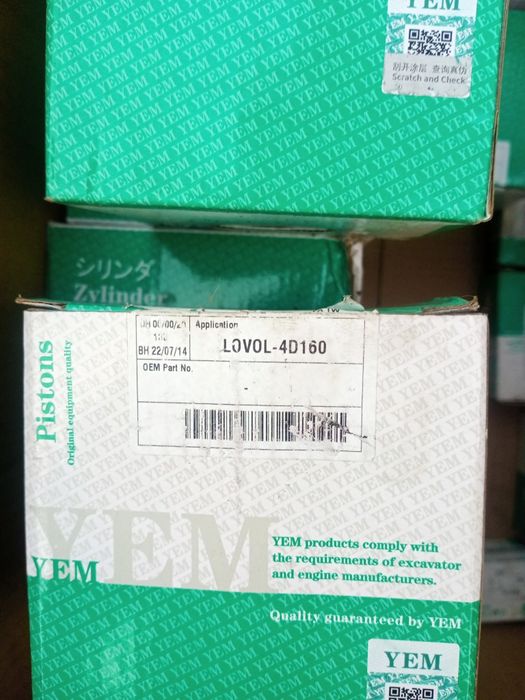 YEM
刮开涂层 查询真伪
Scratch and Check
シリンダ
Zylinder
Pistons
Original equipment quality
Application
LOVOL-4D160
BH 22/07/14
OEM Part No.
YEM
YEM
YEM products comply with
the requirements of excavator
and engine manufacturers.
Quality guaranteed by YEM
YEM